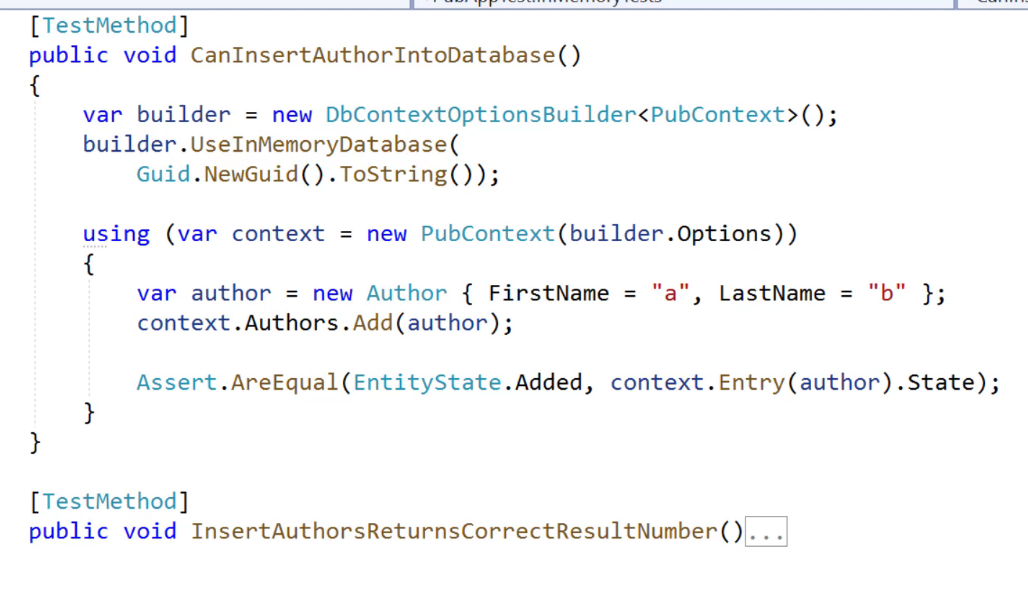 [TestMethod]
public void CanInsertAuthorIntoDatabase()
{
var builder = new DbContextOptionsBuilder<PubContext>();
builder.UseInMemoryDatabase(
Guid.NewGuid().ToString());
using (var context = new PubContext(builder.Options))
{
var author = new Author { FirstName = "a", LastName = "b" };
context.Authors.Add(author);
Assert.AreEqual(EntityState.Added, context.Entry(author).State);
}
}
[TestMethod]
public void InsertAuthorsReturnsCorrectResultNumber()...